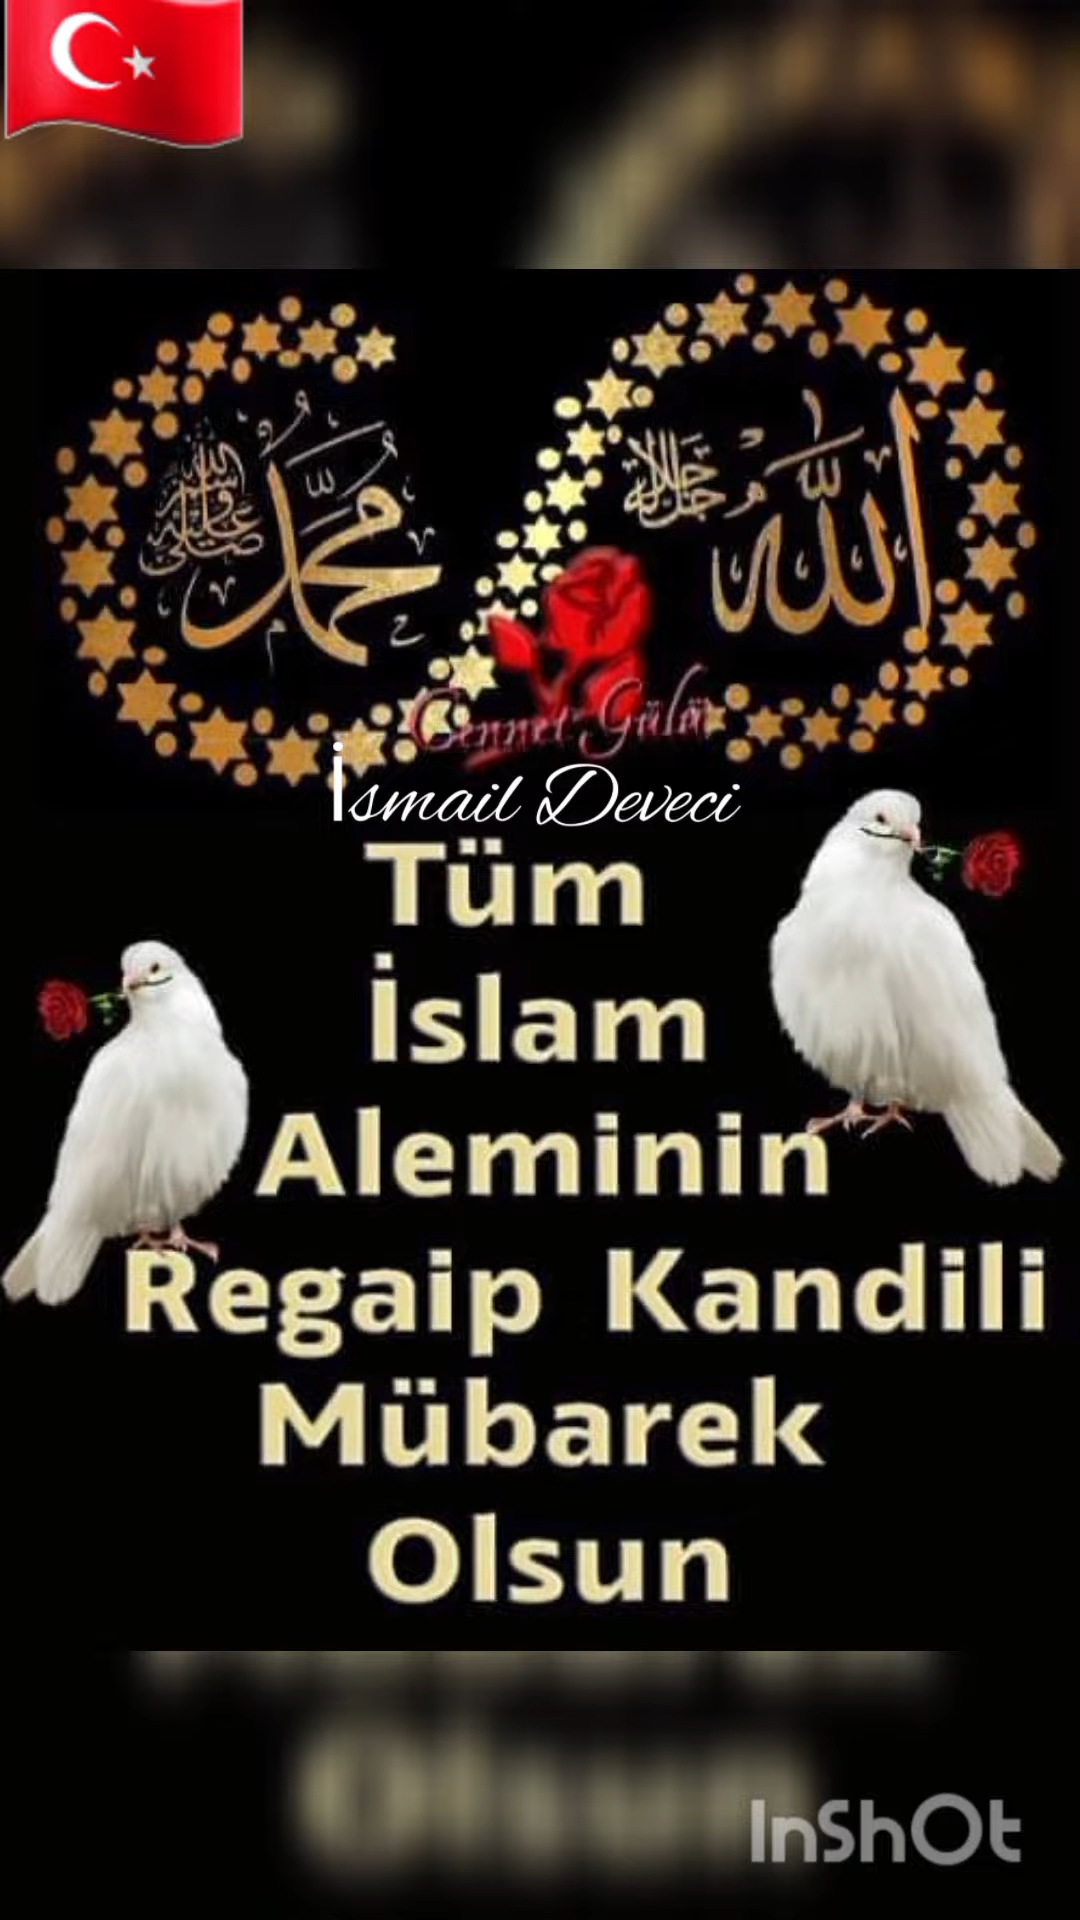 محمد صلى الله عليه وسلم
الله جل جلاله
Cennet Gülü
İsmail Deveci
Tüm
İslam
Aleminin
Regaip Kandili
Mübarek
Olsun
InShOt